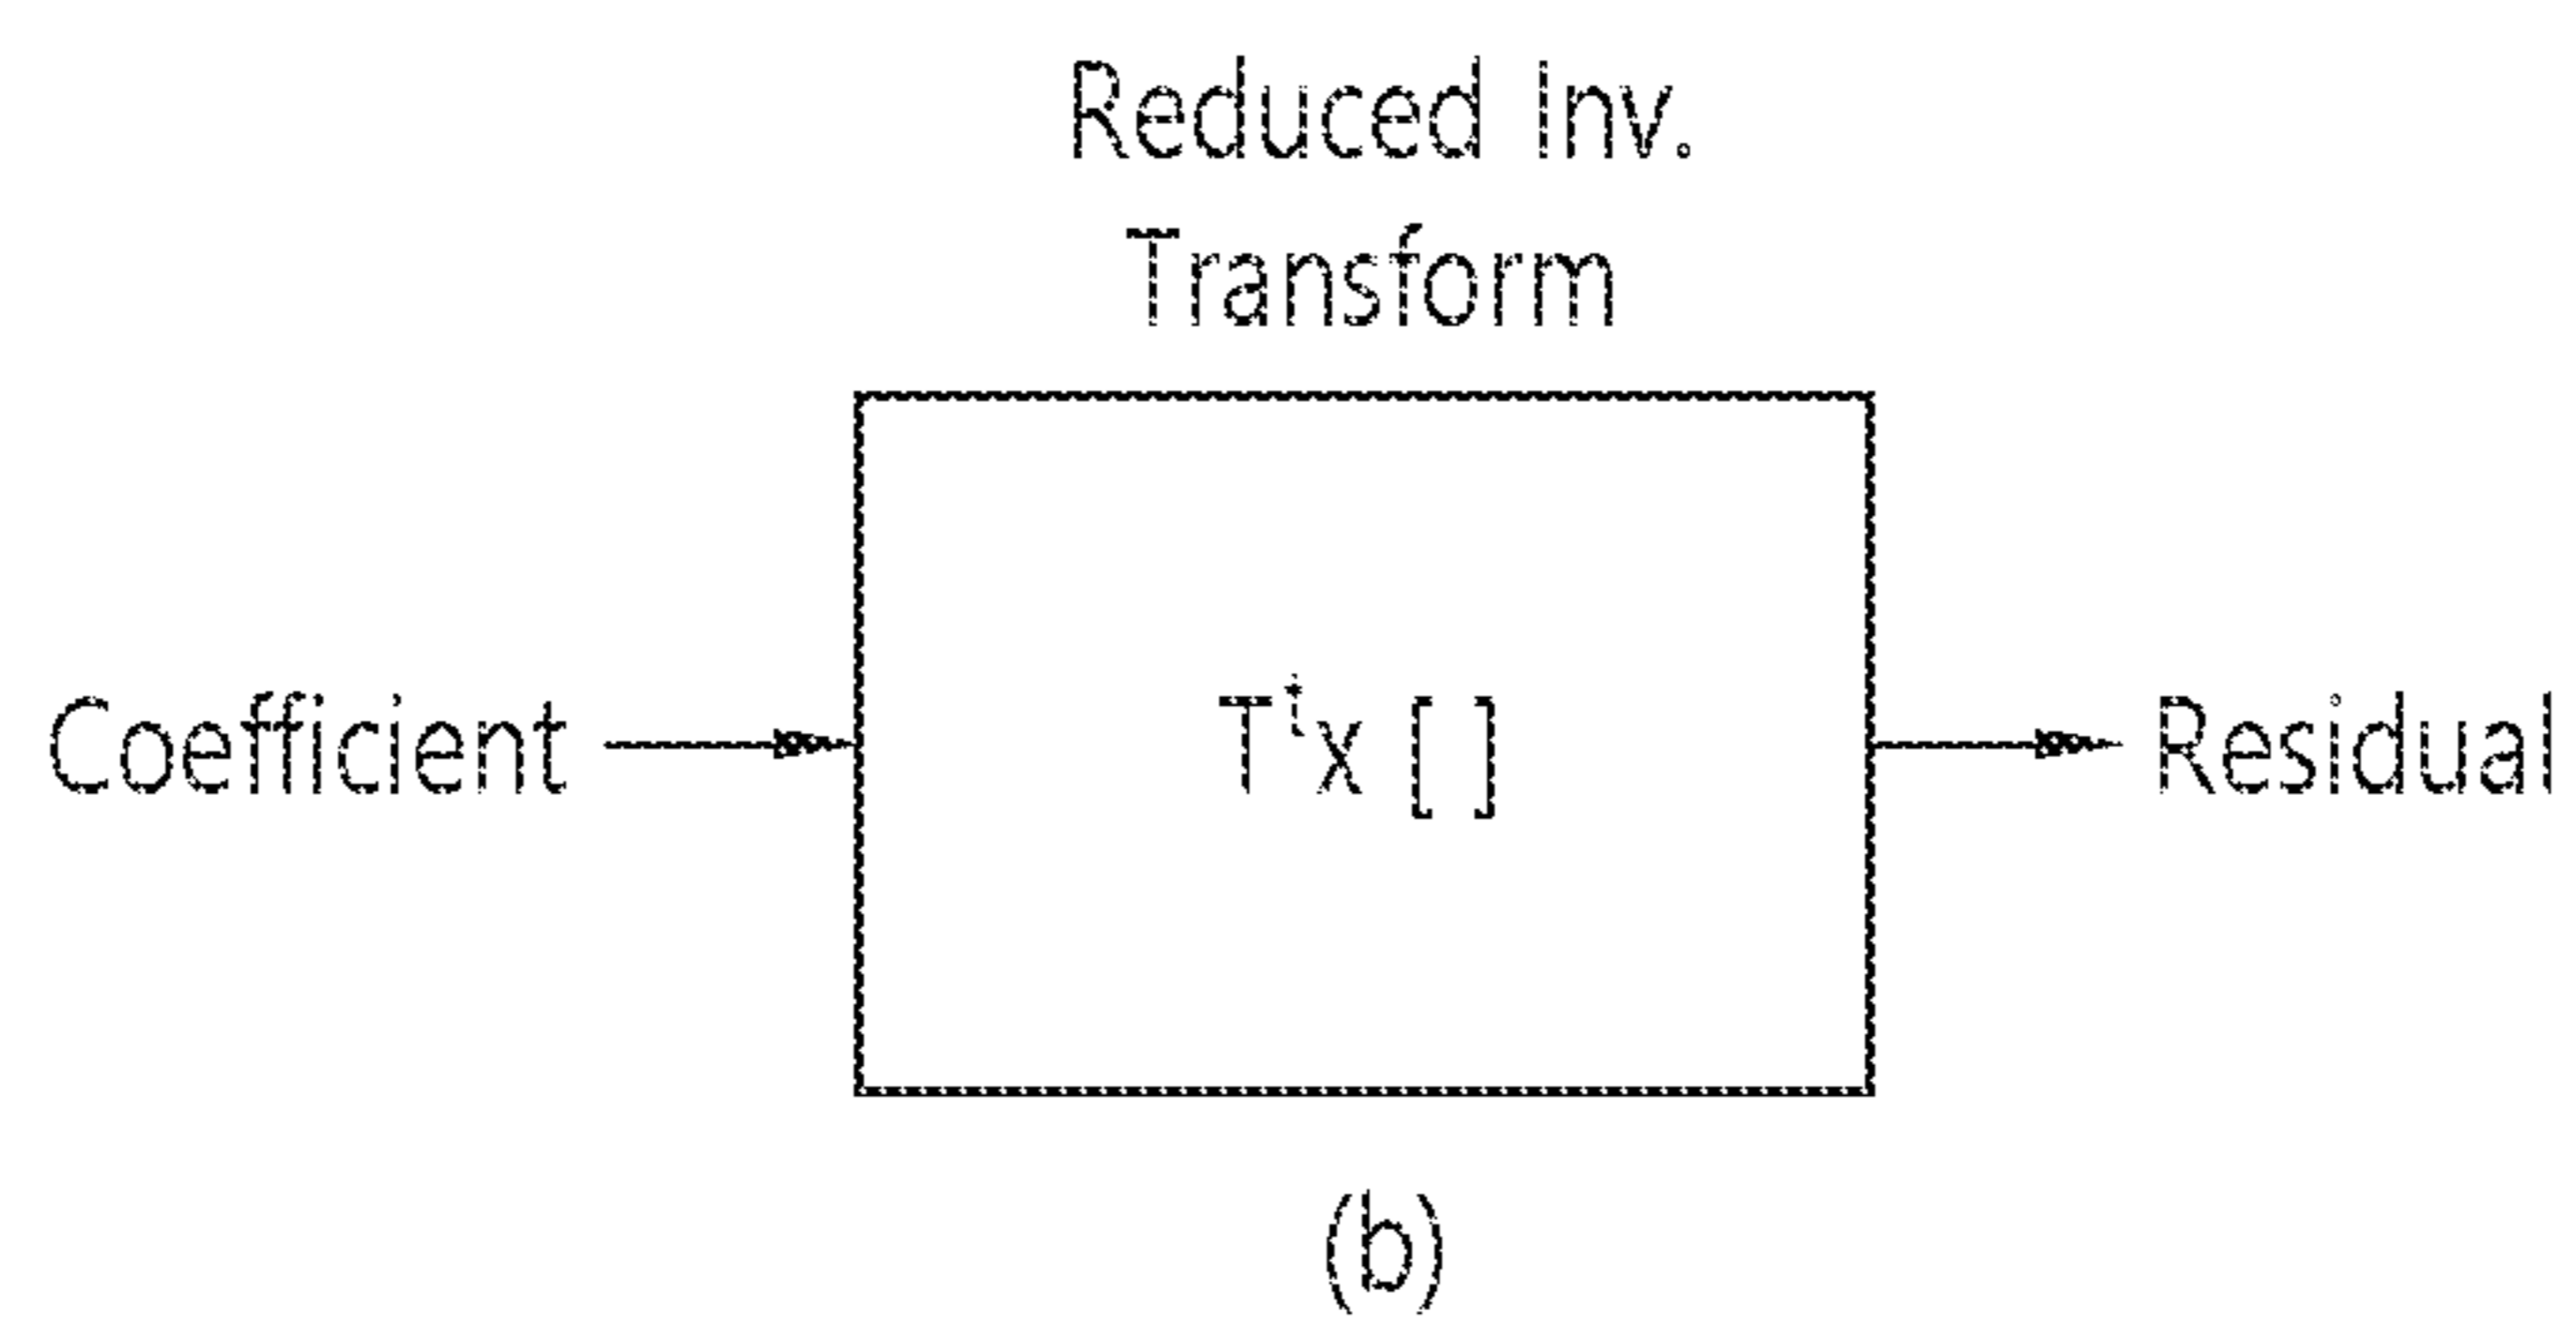 Reduced Inv.
Transform
Coefficient
Tᵗx [ ]
Residual
(b)